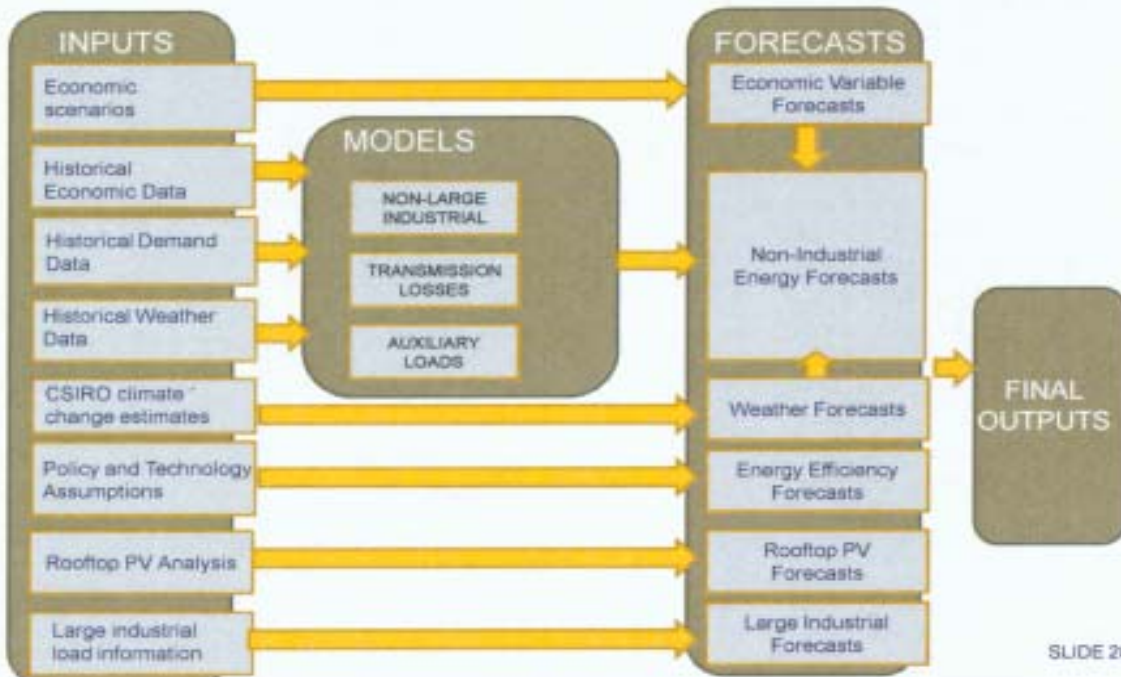 INPUTS
Economic
scenarios
Historical
Economic Data
Historical Demand
Data
Historical Weather
Data
CSIRO climate
change estimates
Policy and Technology
Assumptions
Rooftop PV Analysis
Large industrial
load information
MODELS
NON-LARGE
INDUSTRIAL
TRANSMISSION
LOSSES
AUXILIARY
LOADS
FORECASTS
Economic Variable
Forecasts
Non-Industrial
Energy Forecasts
Weather Forecasts
Energy Efficiency
Forecasts
Rooftop PV
Forecasts
Large Industrial
Forecasts
FINAL
OUTPUTS
SLIDE